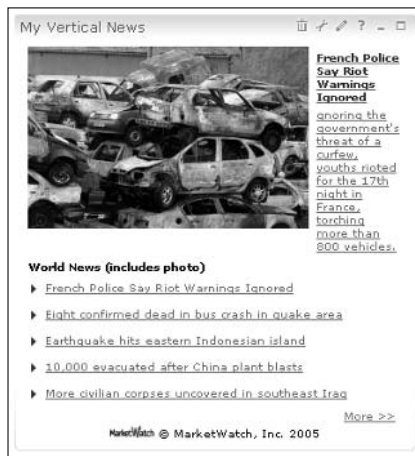 My Vertical News
?
French Police
Say Riot
Warnings
Ignored
gnoring the
government's
threat of a
curfew,
youths rioted
for the 17th
night in
France,
torching
more than
800 vehicles.
World News (includes photo)
French Police Say Riot Warnings Ignored
Eight confirmed dead in bus crash in quake area
Earthquake hits eastern Indonesian island
10,000 evacuated after China plant blasts
More civilian corpses uncovered in southeast Iraq
More >>
MarketWatch © MarketWatch, Inc. 2005